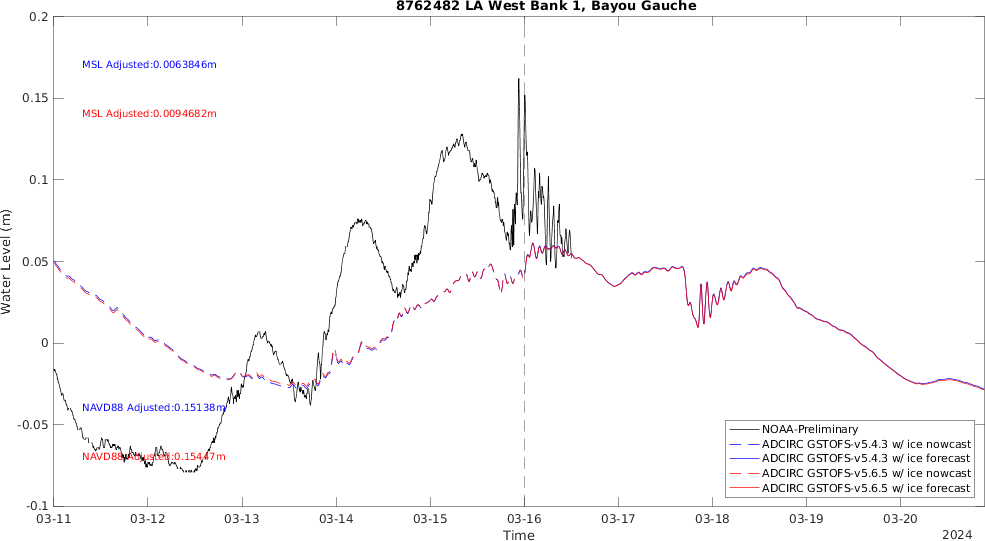 8762482 LA West Bank 1, Bayou Gauche
0.2
0.15
0.1
0.05
0
-0.05
-0.1
Water Level (m)
MSL Adjusted:0.0063846m
MSL Adjusted:0.0094682m
NAVD88 Adjusted:0.15138m
NAVD88 Adjusted:0.15447m
NOAA-Preliminary
ADCIRC GSTOFS-v5.4.3 w/ ice nowcast
ADCIRC GSTOFS-v5.4.3 w/ ice forecast
ADCIRC GSTOFS-v5.6.5 w/ ice nowcast
ADCIRC GSTOFS-v5.6.5 w/ ice forecast
03-11 03-12 03-13 03-14 03-15 03-16 03-17 03-18 03-19 03-20
Time
2024